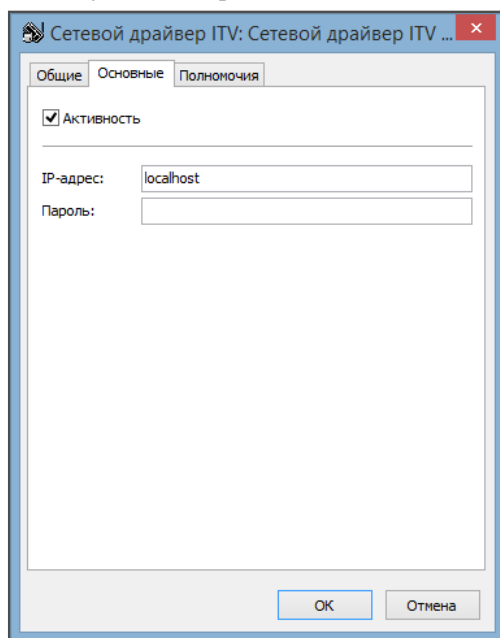 Сетевой драйвер ITV: Сетевой драйвер ITV ...
Общие Основные Полномочия
Активность
IP-адрес: localhost
Пароль:
OK Отмена